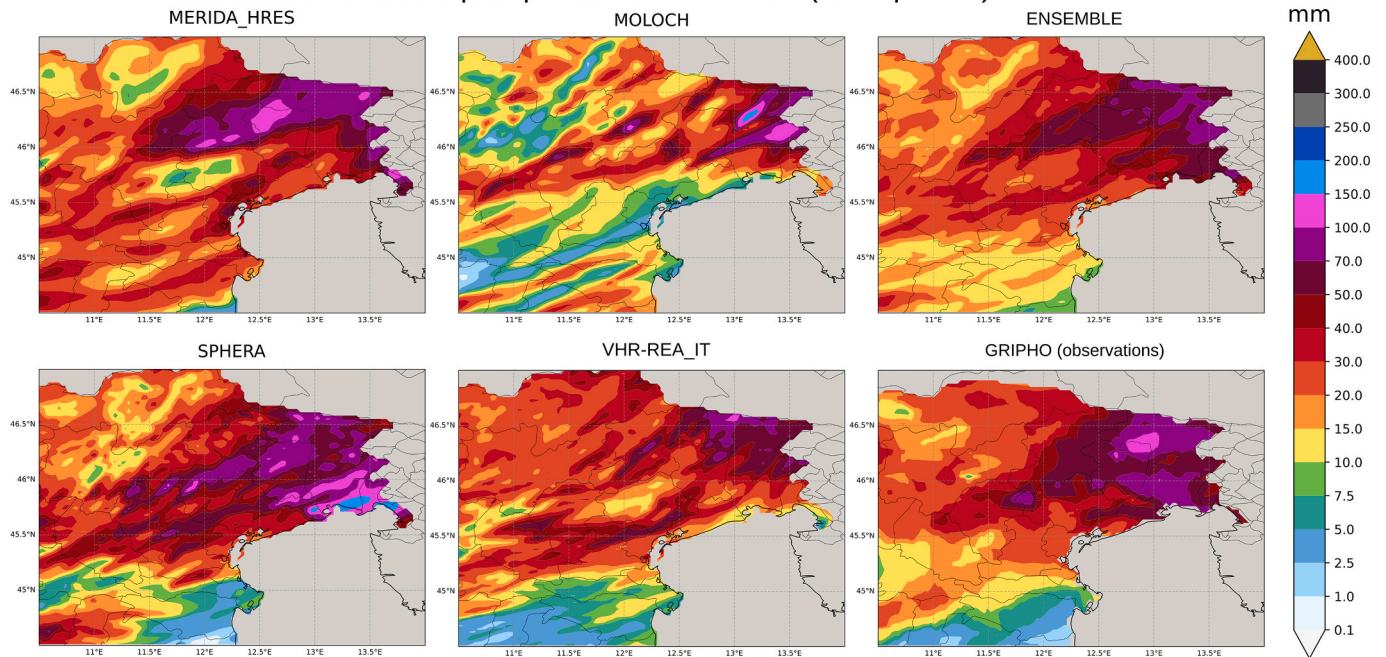 MERIDA_HRES
MOLOCH
ENSEMBLE
mm
46.5°N
46°N
45.5°N
45°N
11°E 11.5°E 12°E 12.5°E 13°E 13.5°E
11°E 11.5°E 12°E 12.5°E 13°E 13.5°E
11°E 11.5°E 12°E 12.5°E 13°E 13.5°E
46.5°N
46°N
45.5°N
45°N
46.5°N
46°N
45.5°N
45°N
SPHERA
VHR-REA_IT
GRIPHO (observations)
46.5°N
46°N
45.5°N
45°N
11°E 11.5°E 12°E 12.5°E 13°E 13.5°E
46.5°N
46°N
45.5°N
45°N
11°E 11.5°E 12°E 12.5°E 13°E 13.5°E
46.5°N
46°N
45.5°N
45°N
11°E 11.5°E 12°E 12.5°E 13°E 13.5°E
400.0
300.0
250.0
200.0
150.0
100.0
70.0
50.0
40.0
30.0
20.0
15.0
10.0
7.5
5.0
2.5
1.0
0.1